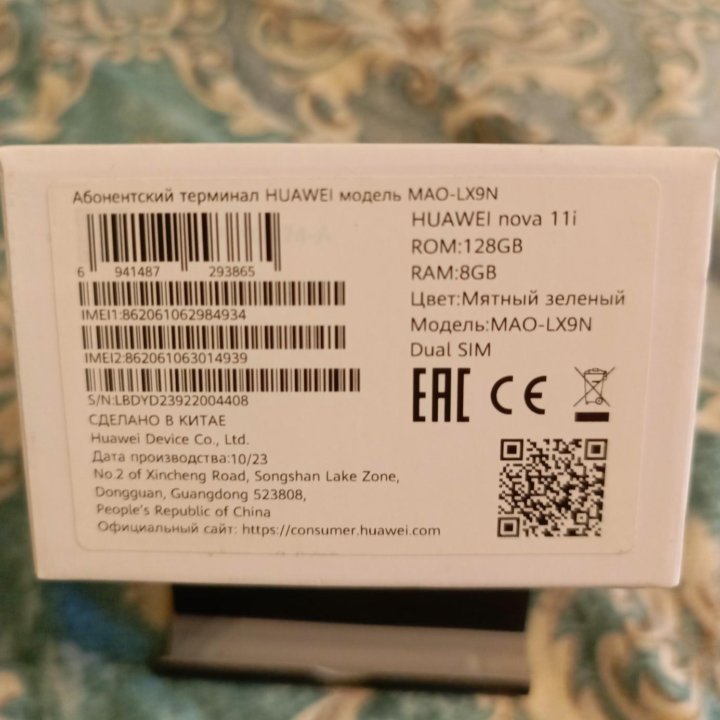 Абонентский терминал HUAWEI модель MAO-LX9N
6 941487 293865
IMEI1:862061062984934
IMEI2:862061063014939
S/N:LBDYD23922004408
СДЕЛАНО В КИТАЕ
Huawei Device Co., Ltd.
Дата производства:10/23
No.2 of Xincheng Road, Songshan Lake Zone,
Dongguan, Guangdong 523808,
People's Republic of China
Официальный сайт: https://consumer.huawei.com
HUAWEI nova 11i
ROM:128GB
RAM:8GB
Цвет:Мятный зеленый
Модель:MAO-LX9N
Dual SIM
EAC CE